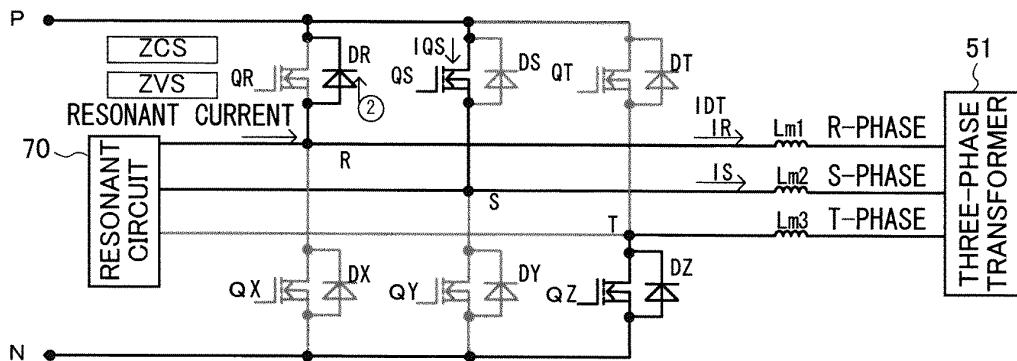 P
ZCS
ZVS
QR
DR
②
IQS
QS
DS
QT
DT
51
RESONANT CURRENT
IDT
IR
Lm1
R-PHASE
70
RESONANT
CIRCUIT
R
IS
Lm2
S-PHASE
S
T
Lm3
T-PHASE
THREE-PHASE
TRANSFORMER
QX
DX
QY
DY
QZ
DZ
N